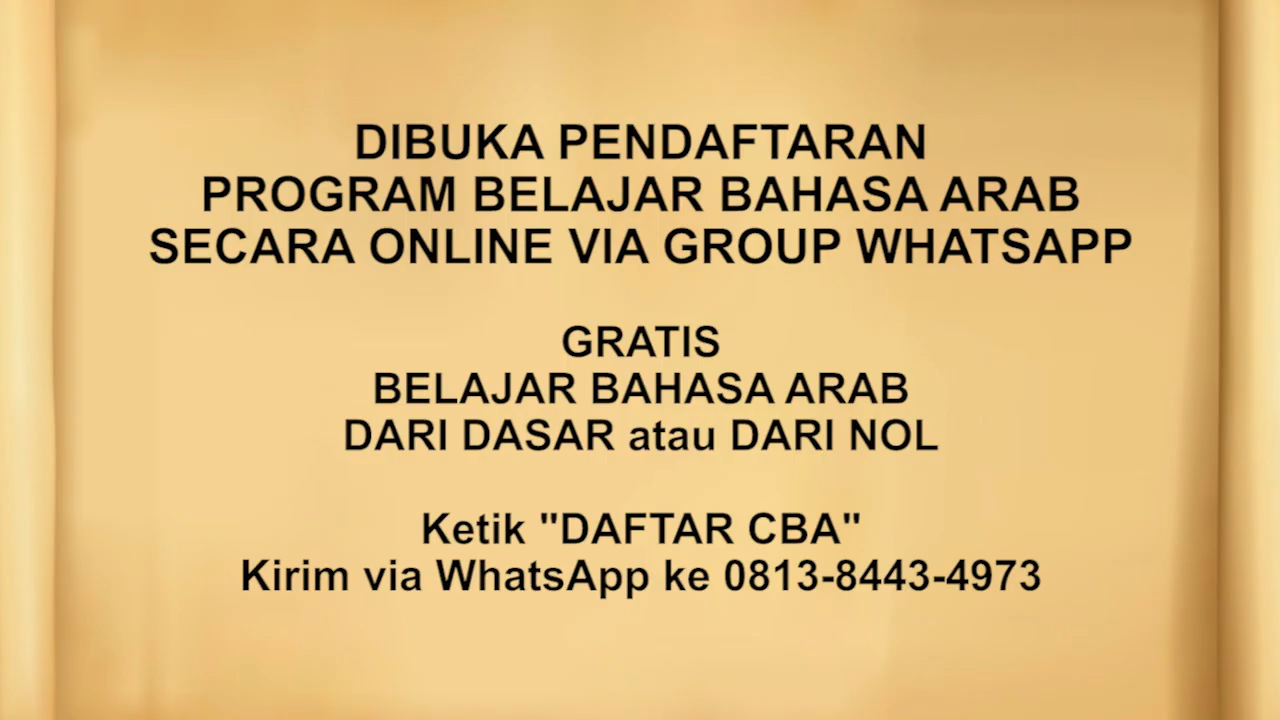 DIBUKA PENDAFTARAN
PROGRAM BELAJAR BAHASA ARAB
SECARA ONLINE VIA GROUP WHATSAPP
GRATIS
BELAJAR BAHASA ARAB
DARI DASAR atau DARI NOL
Ketik "DAFTAR CBA"
Kirim via WhatsApp ke 0813-8443-4973